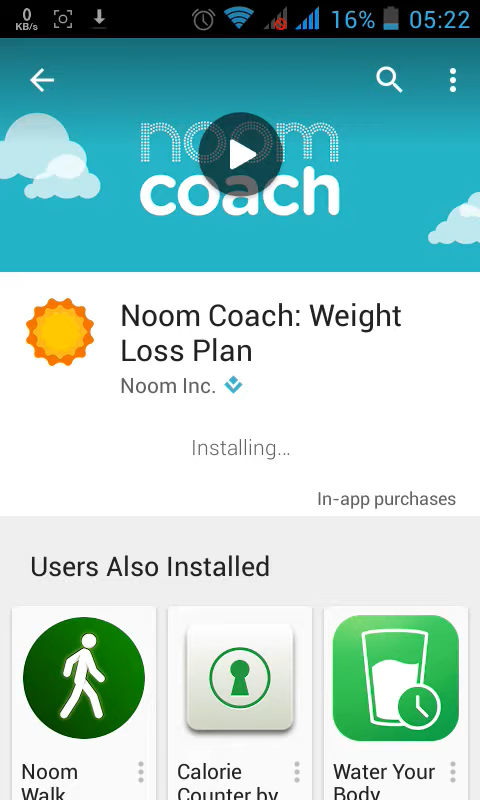 0
KB/s
16%
05:22
noom
coach
Noom Coach: Weight
Loss Plan
Noom Inc.
Installing...
In-app purchases
Users Also Installed
Noom
Walk
Calorie
Counter by
Water Your
Body